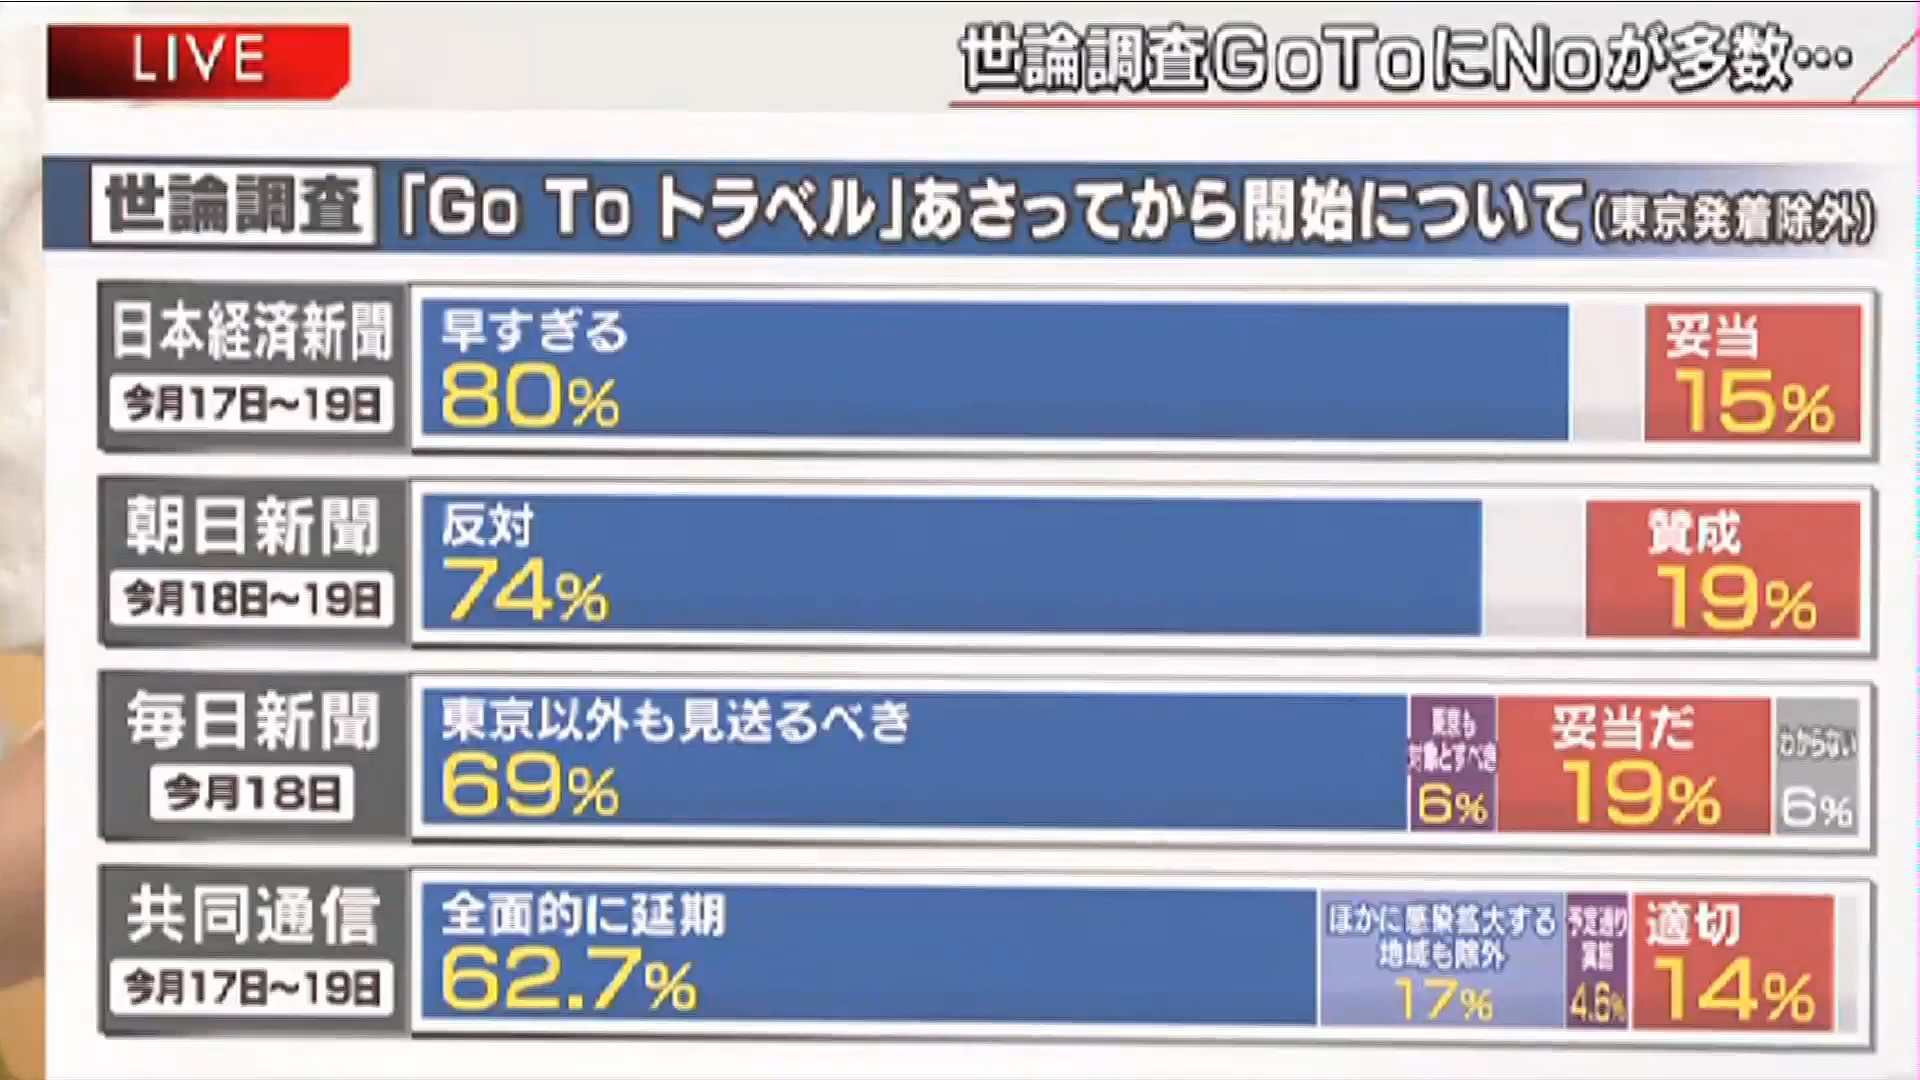 LIVE
世論調査GoToにNoが多数…
世論調査 「Go To トラベル」あさってから開始について(東京発着除外)
日本経済新聞
今月17日〜19日
早すぎる
80%
妥当
15%
朝日新聞
今月18日〜19日
反対
74%
賛成
19%
毎日新聞
今月18日
東京以外も見送るべき
69%
東京も
対象とすべき
6%
妥当だ
19%
わからない
6%
共同通信
今月17日〜19日
全面的に延期
62.7%
ほかに感染拡大する
地域も除外
17%
予定通り
実施
4.6%
適切
14%